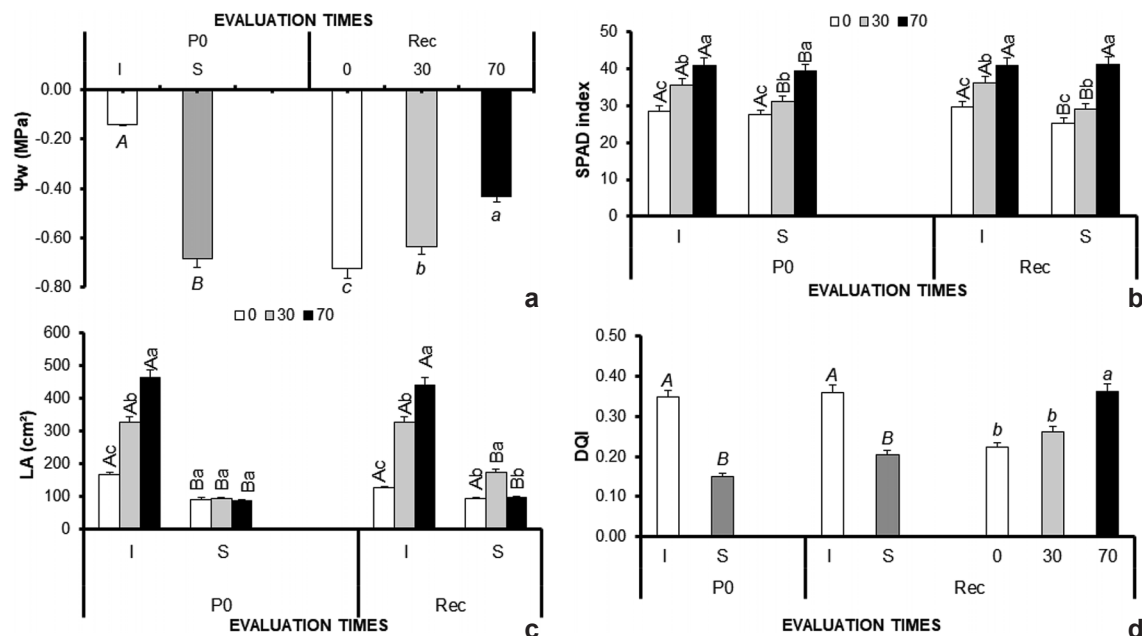 EVALUATION TIMES
P0 Rec
I S 0 30 70
0.00
-0.20
-0.40
-0.60
-0.80
Ψw (MPa)
A B c b a
a
0 30 70
50
40
30
20
10
0
SPAD index
Ac Ab Aa Ac Bb Ba Ac Ab Aa Bc Bb Aa
I S I S
P0 Rec
EVALUATION TIMES
b
0 30 70
600
500
400
300
200
100
0
LA (cm²)
Ac Ab Aa Ba Ba Ba Ac Ab Aa Ab Ba Bb
I S I S
P0 Rec
EVALUATION TIMES
c
0.50
0.40
0.30
0.20
0.10
0.00
DQI
A B A B b b a
I S I S 0 30 70
P0 Rec
EVALUATION TIMES
d